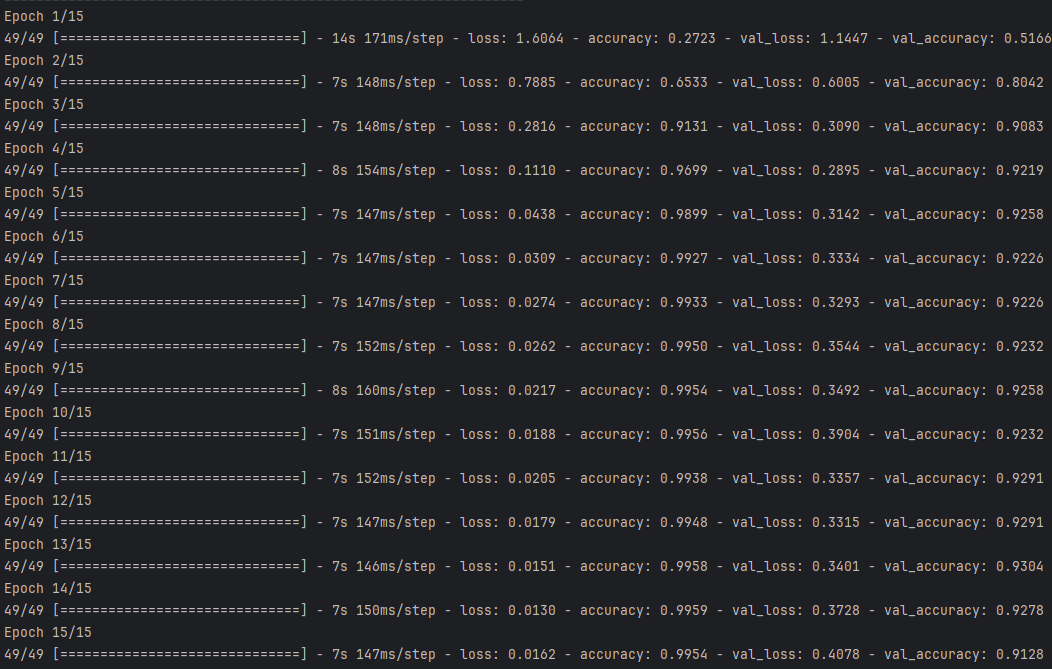 Epoch 1/15
49/49 [==============================] - 14s 171ms/step - loss: 1.6064 - accuracy: 0.2723 - val_loss: 1.1447 - val_accuracy: 0.5166
Epoch 2/15
49/49 [==============================] - 7s 148ms/step - loss: 0.7885 - accuracy: 0.6533 - val_loss: 0.6005 - val_accuracy: 0.8042
Epoch 3/15
49/49 [==============================] - 7s 148ms/step - loss: 0.2816 - accuracy: 0.9131 - val_loss: 0.3090 - val_accuracy: 0.9083
Epoch 4/15
49/49 [==============================] - 8s 154ms/step - loss: 0.1110 - accuracy: 0.9699 - val_loss: 0.2895 - val_accuracy: 0.9219
Epoch 5/15
49/49 [==============================] - 7s 147ms/step - loss: 0.0438 - accuracy: 0.9899 - val_loss: 0.3142 - val_accuracy: 0.9258
Epoch 6/15
49/49 [==============================] - 7s 147ms/step - loss: 0.0309 - accuracy: 0.9927 - val_loss: 0.3334 - val_accuracy: 0.9226
Epoch 7/15
49/49 [==============================] - 7s 147ms/step - loss: 0.0274 - accuracy: 0.9933 - val_loss: 0.3293 - val_accuracy: 0.9226
Epoch 8/15
49/49 [==============================] - 7s 152ms/step - loss: 0.0262 - accuracy: 0.9950 - val_loss: 0.3544 - val_accuracy: 0.9232
Epoch 9/15
49/49 [==============================] - 8s 160ms/step - loss: 0.0217 - accuracy: 0.9954 - val_loss: 0.3492 - val_accuracy: 0.9258
Epoch 10/15
49/49 [==============================] - 7s 151ms/step - loss: 0.0188 - accuracy: 0.9956 - val_loss: 0.3904 - val_accuracy: 0.9232
Epoch 11/15
49/49 [==============================] - 7s 152ms/step - loss: 0.0205 - accuracy: 0.9938 - val_loss: 0.3357 - val_accuracy: 0.9291
Epoch 12/15
49/49 [==============================] - 7s 147ms/step - loss: 0.0179 - accuracy: 0.9948 - val_loss: 0.3315 - val_accuracy: 0.9291
Epoch 13/15
49/49 [==============================] - 7s 146ms/step - loss: 0.0151 - accuracy: 0.9958 - val_loss: 0.3401 - val_accuracy: 0.9304
Epoch 14/15
49/49 [==============================] - 7s 150ms/step - loss: 0.0130 - accuracy: 0.9959 - val_loss: 0.3728 - val_accuracy: 0.9278
Epoch 15/15
49/49 [==============================] - 7s 147ms/step - loss: 0.0162 - accuracy: 0.9954 - val_loss: 0.4078 - val_accuracy: 0.9128